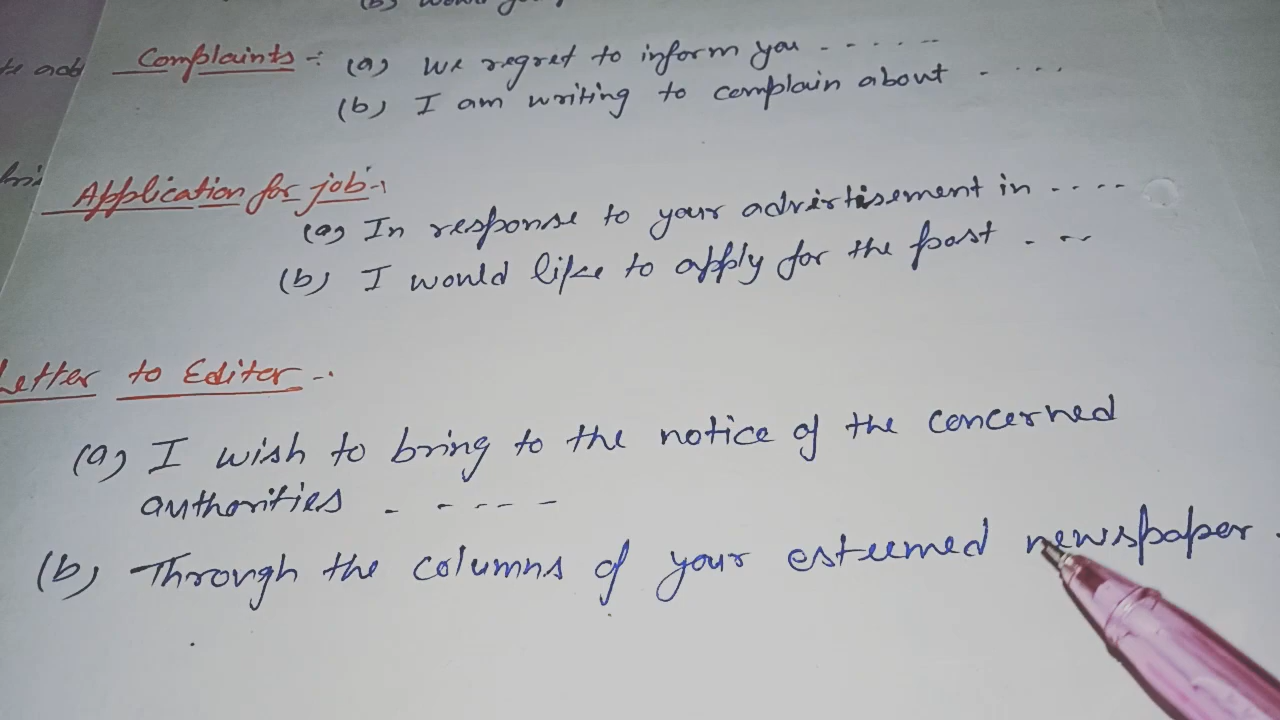 Complaints :- (a) We regret to inform you ------
(b) I am writing to complain about - ....
Application for job :-
(a) In response to your advertisement in ----
(b) I would like to apply for the post ...
Letter to Editor :-
(a) I wish to bring to the notice of the concerned
authorities - -----
(b) Through the columns of your esteemed newspaper.